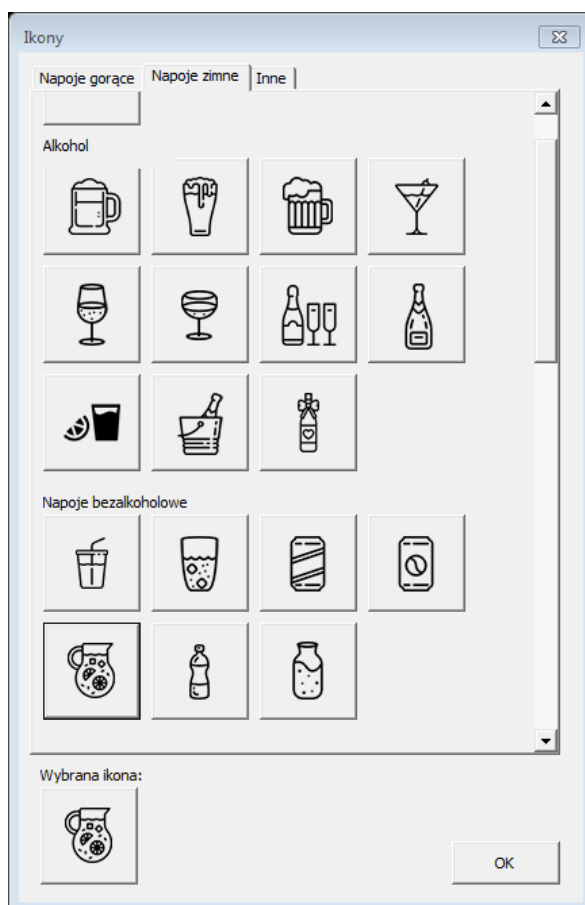 Ikony
Napoje gorące Napoje zimne Inne
Alkohol
Napoje bezalkoholowe
Wybrana ikona:
OK